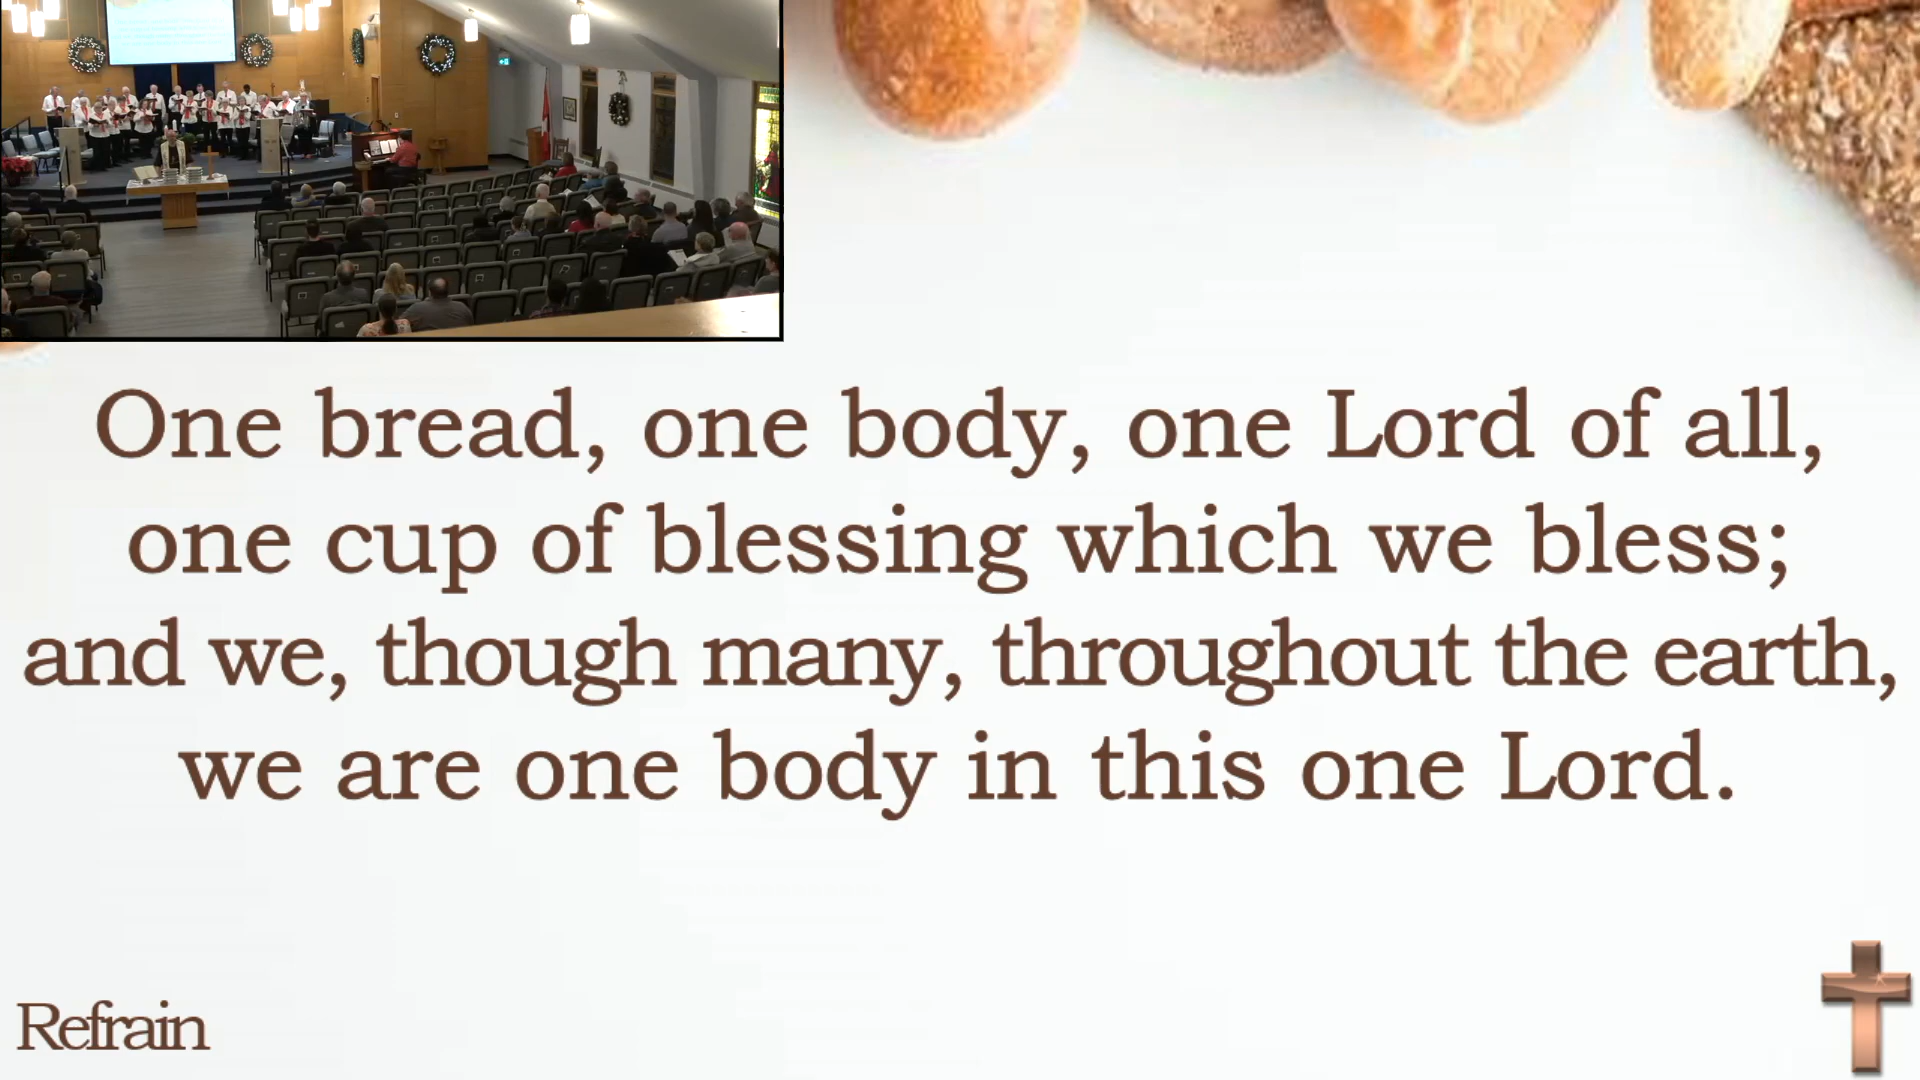 One bread, one body, one Lord of all,
one cup of blessing which we bless;
and we, though many, throughout the earth,
we are one body in this one Lord.
Refrain